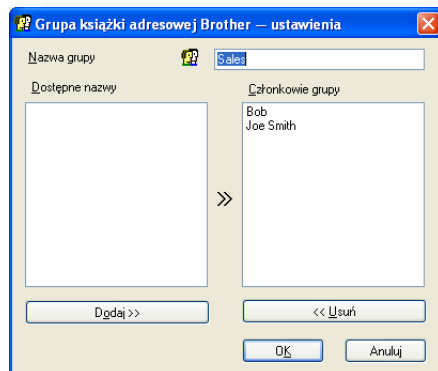 Grupa książki adresowej Brother — ustawienia
Nazwa grupy
Sales
Dostępne nazwy
Członkowie grupy
Bob
Joe Smith
Dodaj >>
<< Usuń
OK
Anuluj